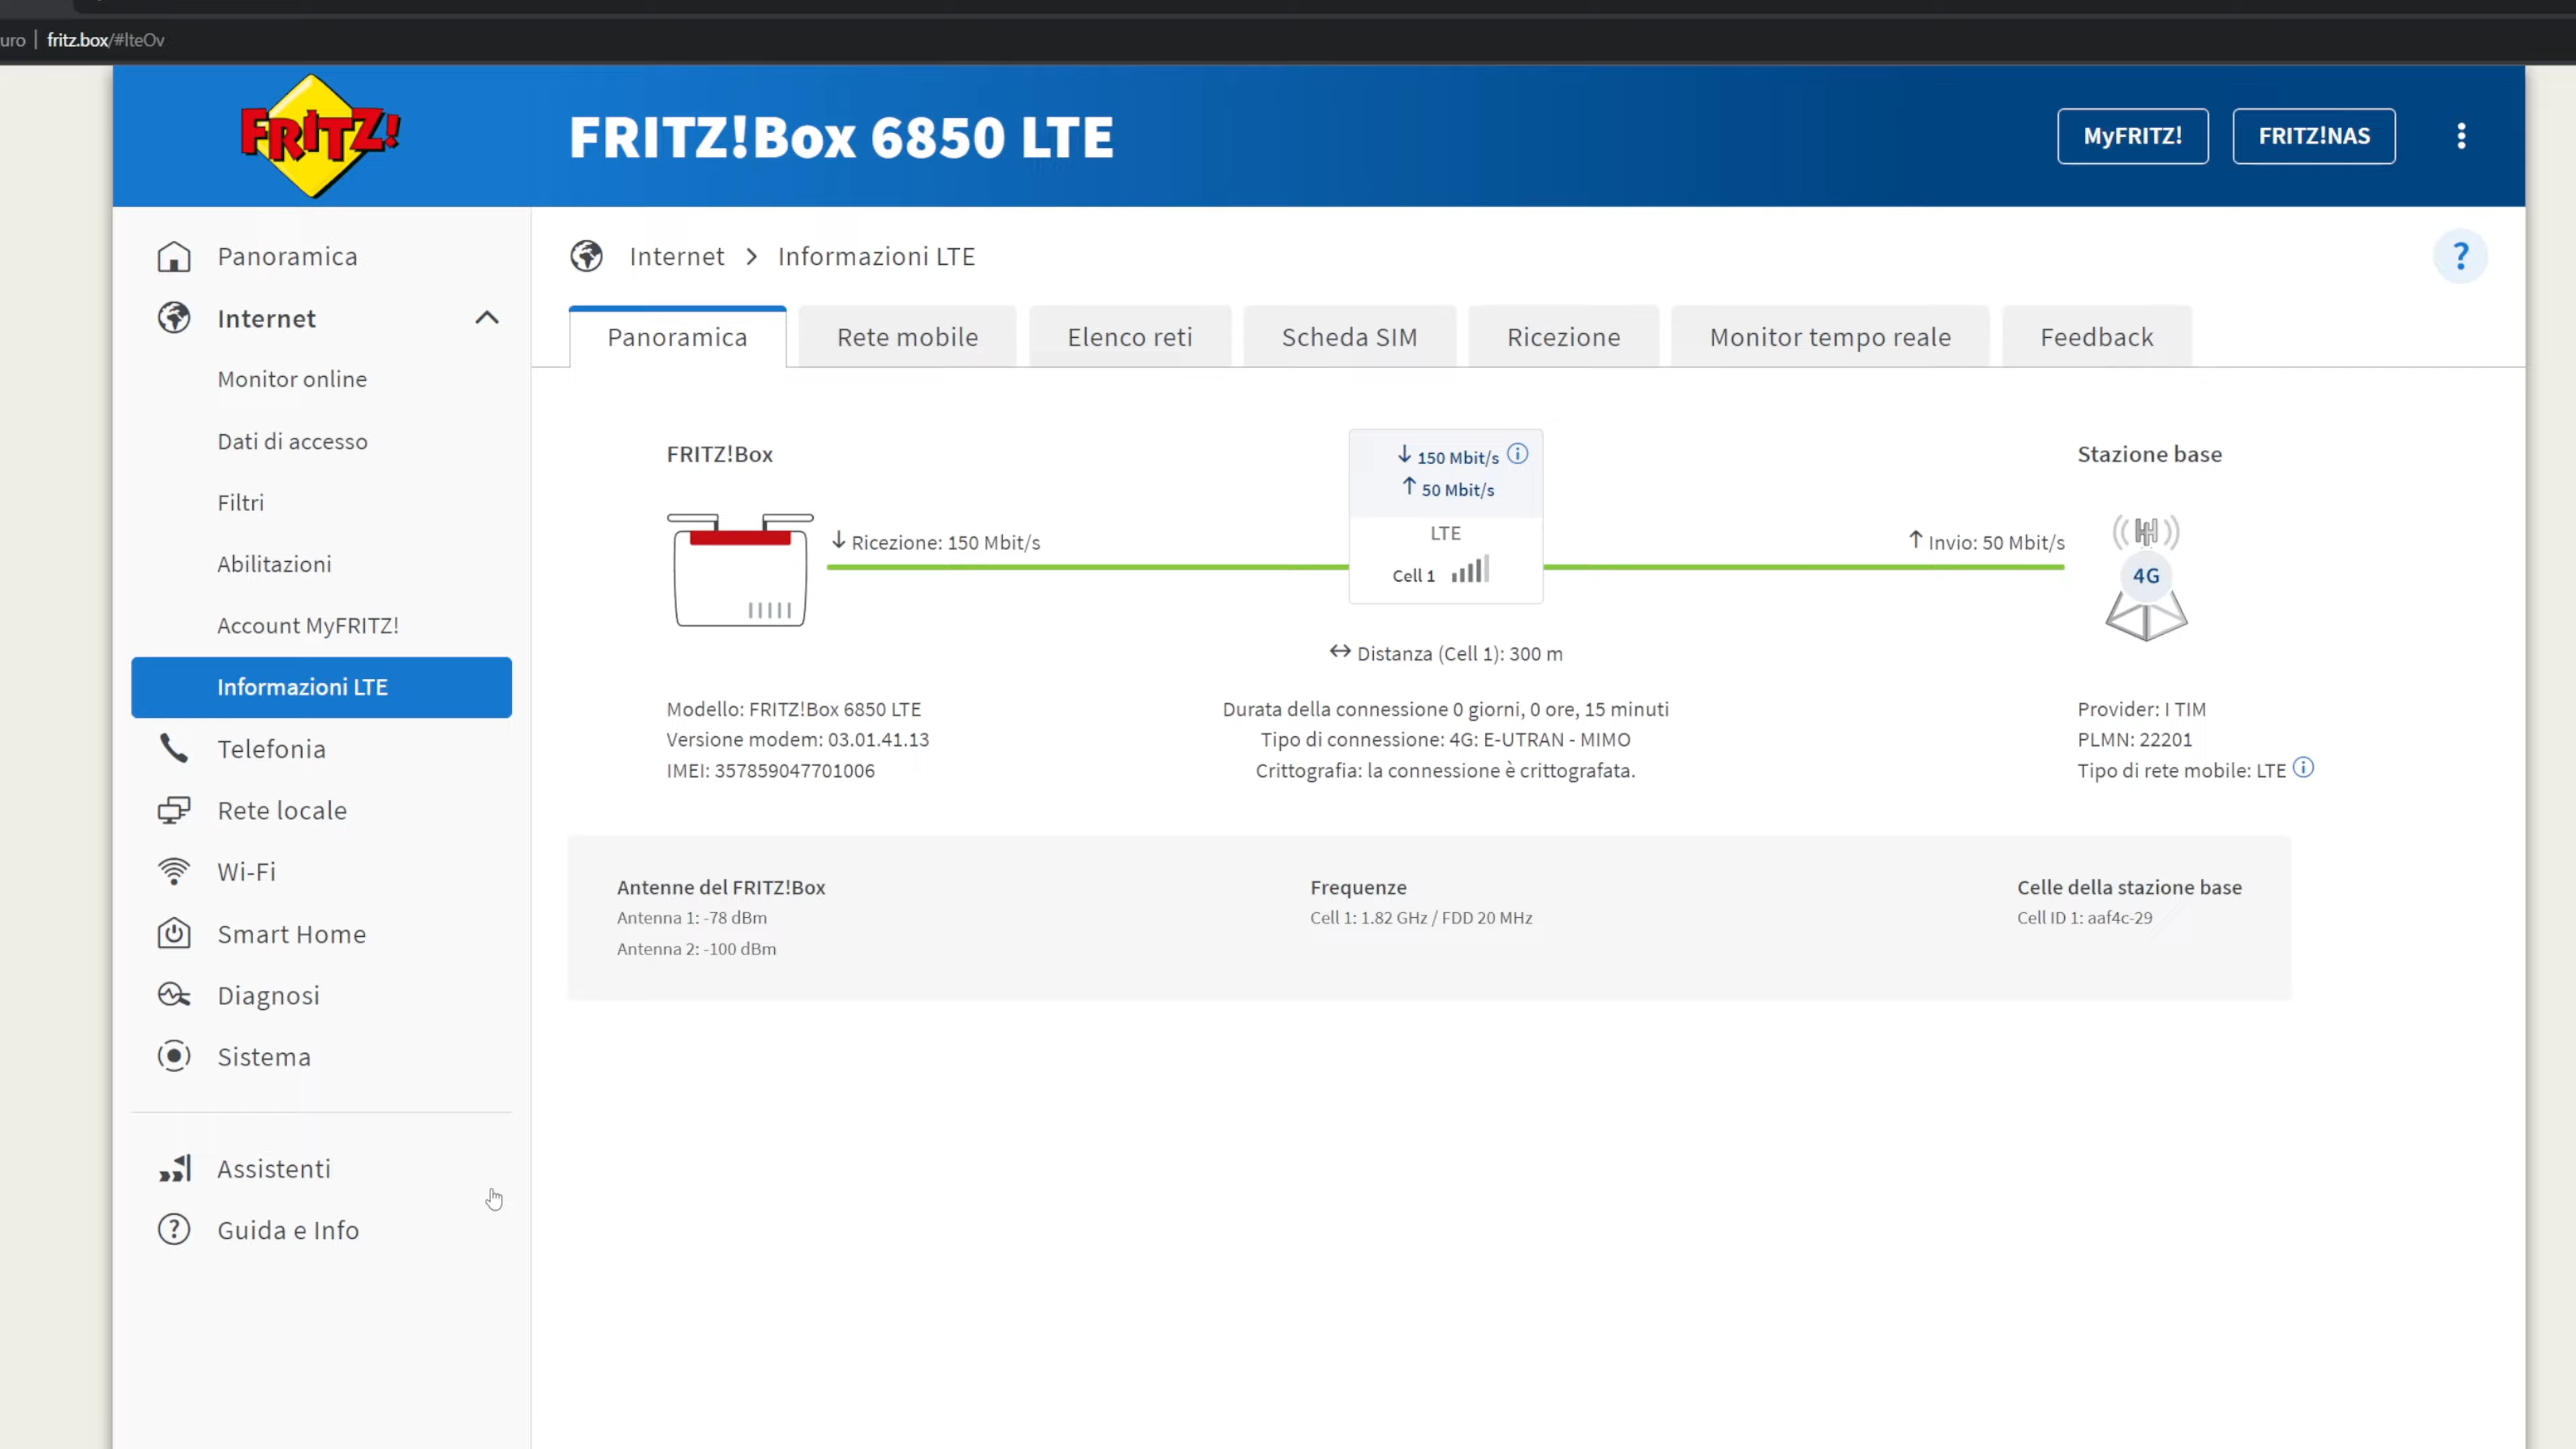 uro | fritz.box/#lteOv
FRITZ!
FRITZ!Box 6850 LTE
MyFRITZ!
FRITZ!NAS
Panoramica
Internet
Monitor online
Dati di accesso
Filtri
Abilitazioni
Account MyFRITZ!
Informazioni LTE
Telefonia
Rete locale
Wi-Fi
Smart Home
Diagnosi
Sistema
Assistenti
Guida e Info
Internet > Informazioni LTE
?
Panoramica
Rete mobile
Elenco reti
Scheda SIM
Ricezione
Monitor tempo reale
Feedback
FRITZ!Box
↓ Ricezione: 150 Mbit/s
↓ 150 Mbit/s
↑ 50 Mbit/s
LTE
Cell 1
↑ Invio: 50 Mbit/s
Stazione base
4G
↔ Distanza (Cell 1): 300 m
Modello: FRITZ!Box 6850 LTE
Versione modem: 03.01.41.13
IMEI: 357859047701006
Durata della connessione 0 giorni, 0 ore, 15 minuti
Tipo di connessione: 4G: E-UTRAN - MIMO
Crittografia: la connessione è crittografata.
Provider: I TIM
PLMN: 22201
Tipo di rete mobile: LTE
Antenne del FRITZ!Box
Antenna 1: -78 dBm
Antenna 2: -100 dBm
Frequenze
Cell 1: 1.82 GHz / FDD 20 MHz
Celle della stazione base
Cell ID 1: aaf4c-29